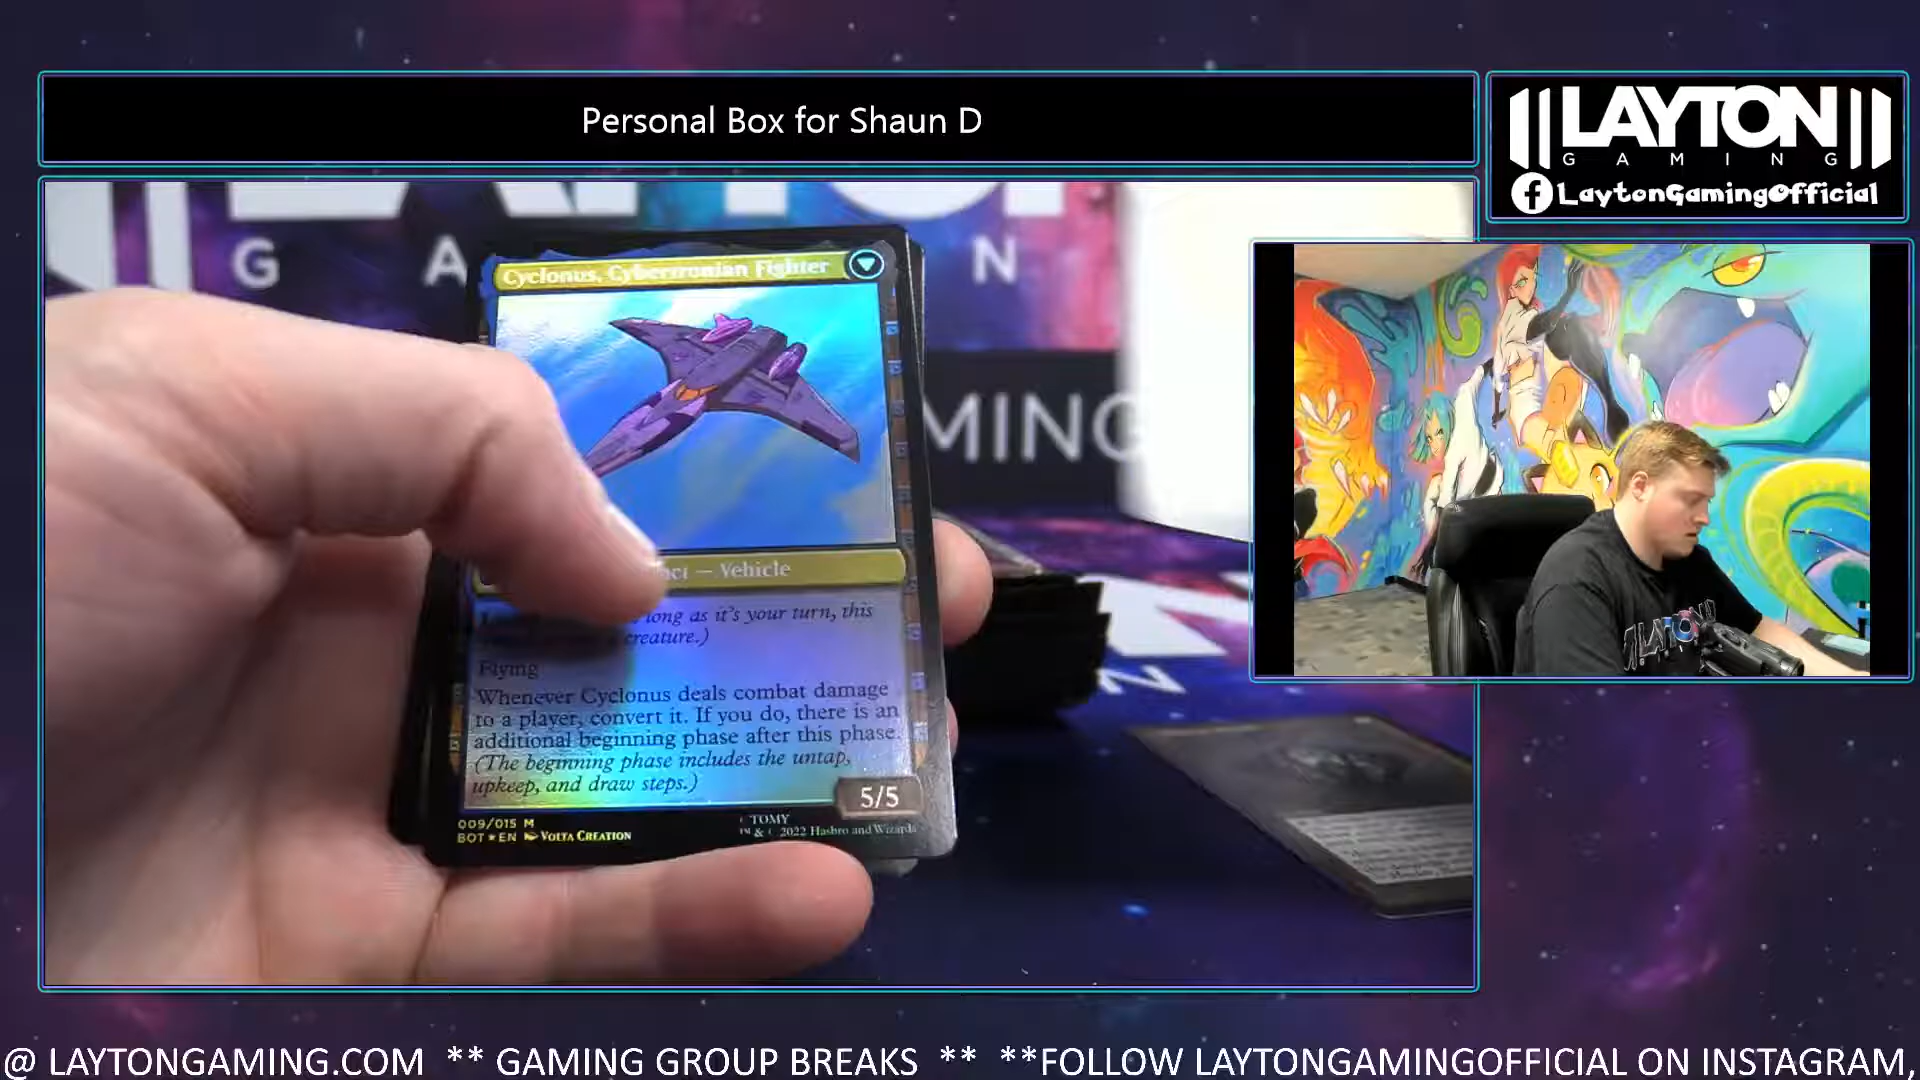 Personal Box for Shaun D
LAYTON
GAMING
LaytonGamingOfficial
G A N
MING
N
Cyclonus, Cybertronian Fighter
— Vehicle
long as it's your turn, this
creature.)
Flying
Whenever Cyclonus deals combat damage
to a player, convert it. If you do, there is an
additional beginning phase after this phase.
(The beginning phase includes the untap,
upkeep, and draw steps.)
5/5
009/015 M
BOT ★ EN VOLTA CREATION
TOMY
™ & 2022 Hasbro and Wizards
LAYTON
@ LAYTONGAMING.COM ** GAMING GROUP BREAKS ** **FOLLOW LAYTONGAMINGOFFICIAL ON INSTAGRAM,